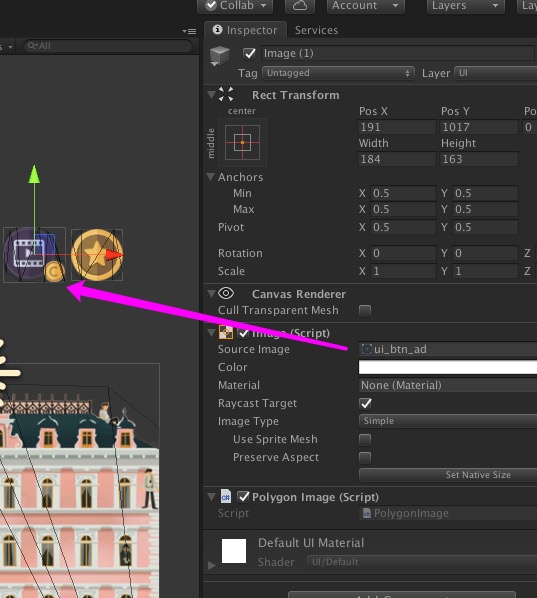 Collab
Account
Layers
La
Inspector
Services
All
Image (1)
Tag
Untagged
Layer
UI
Rect Transform
center
middle
Pos X
Pos Y
Po
191
1017
0
Width
Height
184
163
Anchors
Min
X 0.5
Y 0.5
Max
X 0.5
Y 0.5
Pivot
X 0.5
Y 0.5
Rotation
X 0
Y 0
Z
Scale
X 1
Y 1
Z
Canvas Renderer
Cull Transparent Mesh
Image (Script)
Source Image
ui_btn_ad
Color
Material
None (Material)
Raycast Target
Image Type
Simple
Use Sprite Mesh
Preserve Aspect
Set Native Size
C#
Polygon Image (Script)
Script
PolygonImage
Default UI Material
Shader
UI/Default